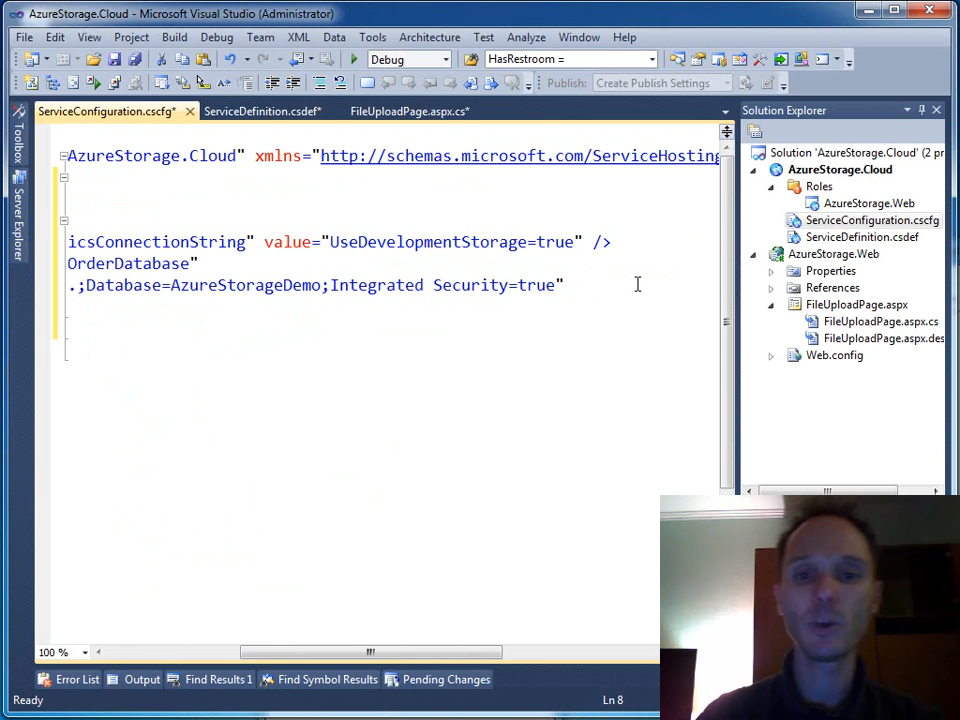 AzureStorage.Cloud - Microsoft Visual Studio (Administrator)
File Edit View Project Build Debug Team XML Data Tools Architecture Test Analyze Window Help
Debug HasRestroom =
Publish: Create Publish Settings
ServiceConfiguration.cscfg* ServiceDefinition.csdef* FileUploadPage.aspx.cs*
Solution Explorer
Toolbox
Server Explorer
AzureStorage.Cloud" xmlns="http://schemas.microsoft.com/ServiceHosting
icsConnectionString" value="UseDevelopmentStorage=true" />
OrderDatabase"
.;Database=AzureStorageDemo;Integrated Security=true"
Solution 'AzureStorage.Cloud' (2 pr
AzureStorage.Cloud
Roles
AzureStorage.Web
ServiceConfiguration.cscfg
ServiceDefinition.csdef
AzureStorage.Web
Properties
References
FileUploadPage.aspx
FileUploadPage.aspx.cs
FileUploadPage.aspx.des
Web.config
100 %
Error List Output Find Results 1 Find Symbol Results Pending Changes
Ready Ln 8